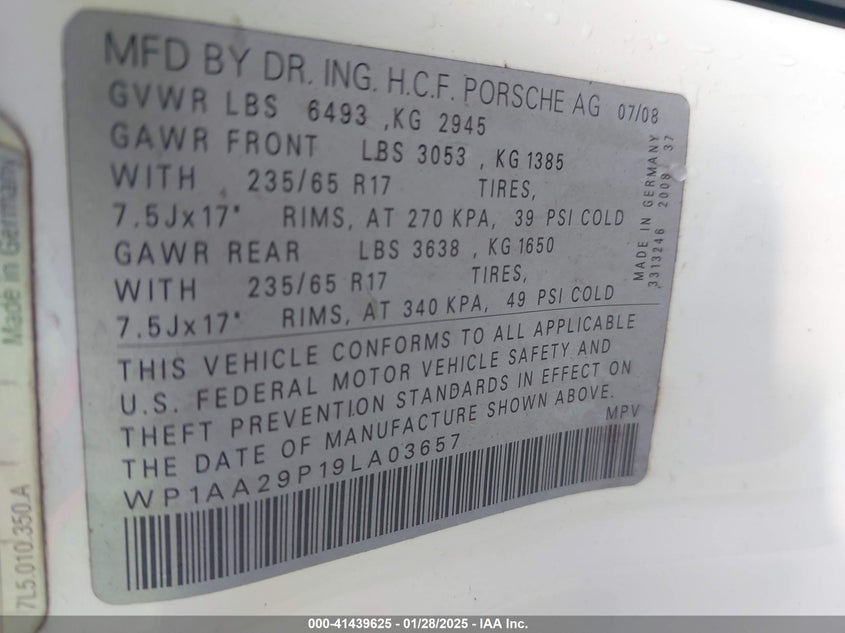 MFD BY DR. ING. H.C.F. PORSCHE AG 07/08
GVWR LBS 6493 ,KG 2945
GAWR FRONT LBS 3053 , KG 1385
WITH 235/65 R17 TIRES,
7.5Jx17" RIMS, AT 270 KPA, 39 PSI COLD
GAWR REAR LBS 3638 , KG 1650
WITH 235/65 R17 TIRES,
7.5Jx17" RIMS, AT 340 KPA, 49 PSI COLD
THIS VEHICLE CONFORMS TO ALL APPLICABLE
U.S. FEDERAL MOTOR VEHICLE SAFETY AND
THEFT PREVENTION STANDARDS IN EFFECT ON
THE DATE OF MANUFACTURE SHOWN ABOVE.
MPV
WP1AA29P19LA03657
MADE IN GERMANY
3313246 2008 37
Made in Germany
7L5.010.350.A
000-41439625 | 01/28/2025 | IAA Inc.